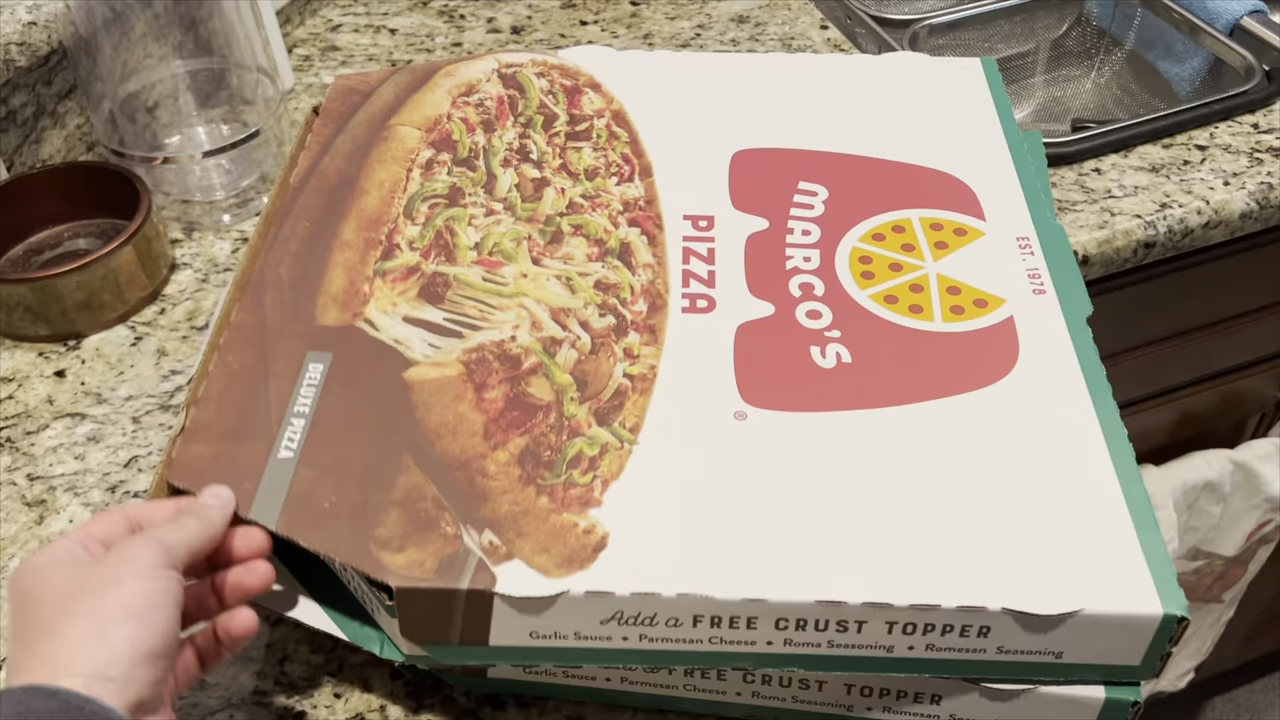 EST. 1978
MARCO'S
®
PIZZA
DELUXE PIZZA
Add a FREE CRUST TOPPER
Garlic Sauce ♦ Parmesan Cheese ♦ Roma Seasoning ♦ Romesan Seasoning
FREE CRUST TOPPER
Garlic Sauce ♦ Parmesan Cheese ♦ Roma Seasoning ♦ Romesan